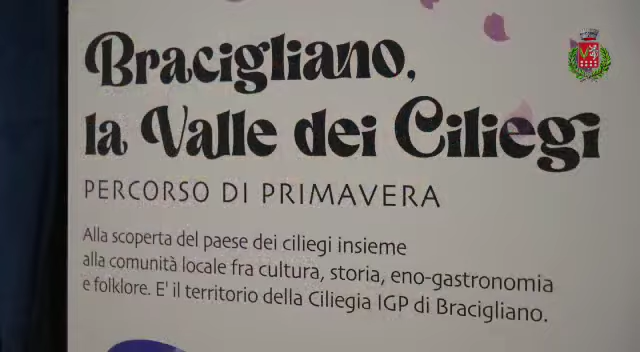 Bracigliano,
la Valle dei Ciliegi
PERCORSO DI PRIMAVERA
Alla scoperta del paese dei ciliegi insieme
alla comunità locale fra cultura, storia, eno-gastronomia
e folklore. E' il territorio della Ciliegia IGP di Bracigliano.